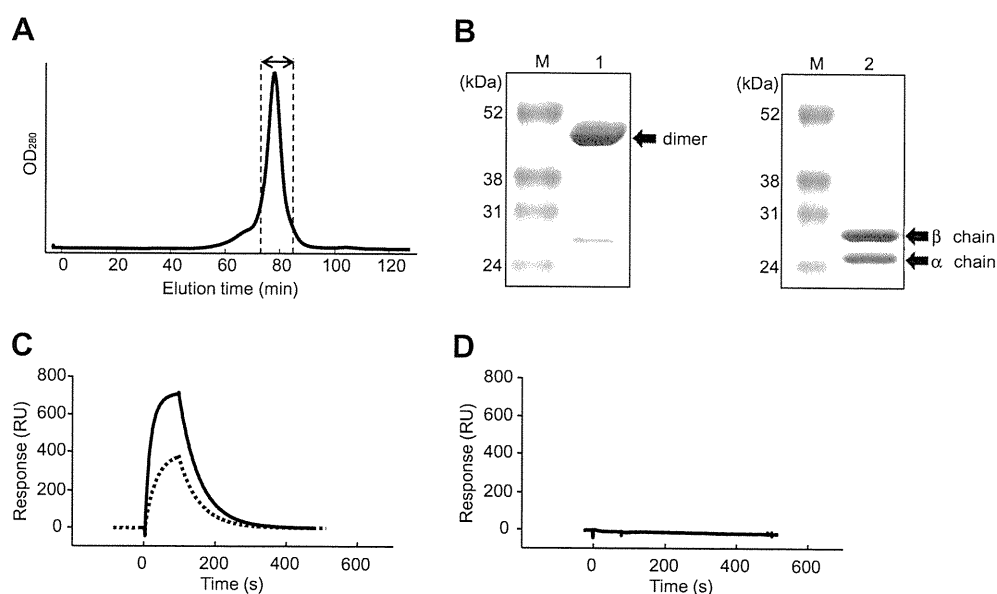 A
OD280
0 20 40 60 80 100 120
Elution time (min)
B
M 1
(kDa)
52
38
31
24
dimer
M 2
(kDa)
52
38
31
24
β chain
α chain
C
Response (RU)
800
600
400
200
0
0 200 400 600
Time (s)
D
Response (RU)
800
600
400
200
0
0 200 400 600
Time (s)